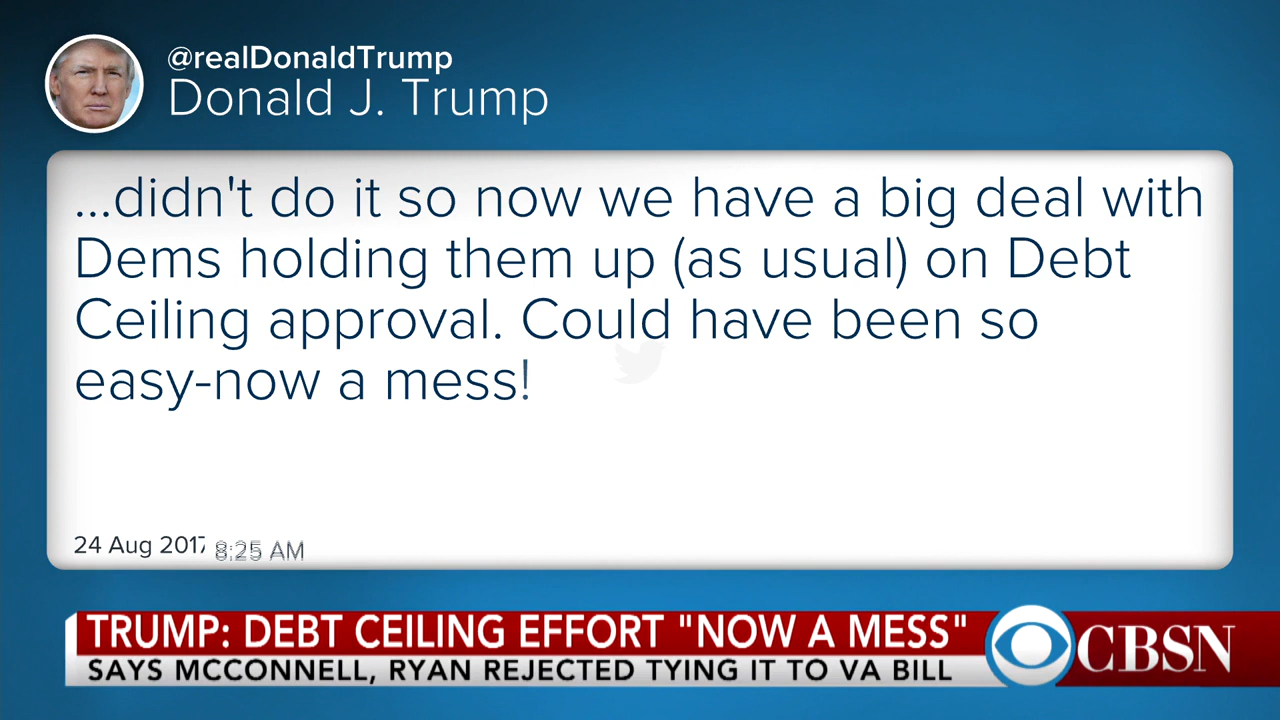 @realDonaldTrump
Donald J. Trump
...didn't do it so now we have a big deal with
Dems holding them up (as usual) on Debt
Ceiling approval. Could have been so
easy-now a mess!
24 Aug 2017 8:25 AM
TRUMP: DEBT CEILING EFFORT "NOW A MESS"
SAYS MCCONNELL, RYAN REJECTED TYING IT TO VA BILL
CBSN